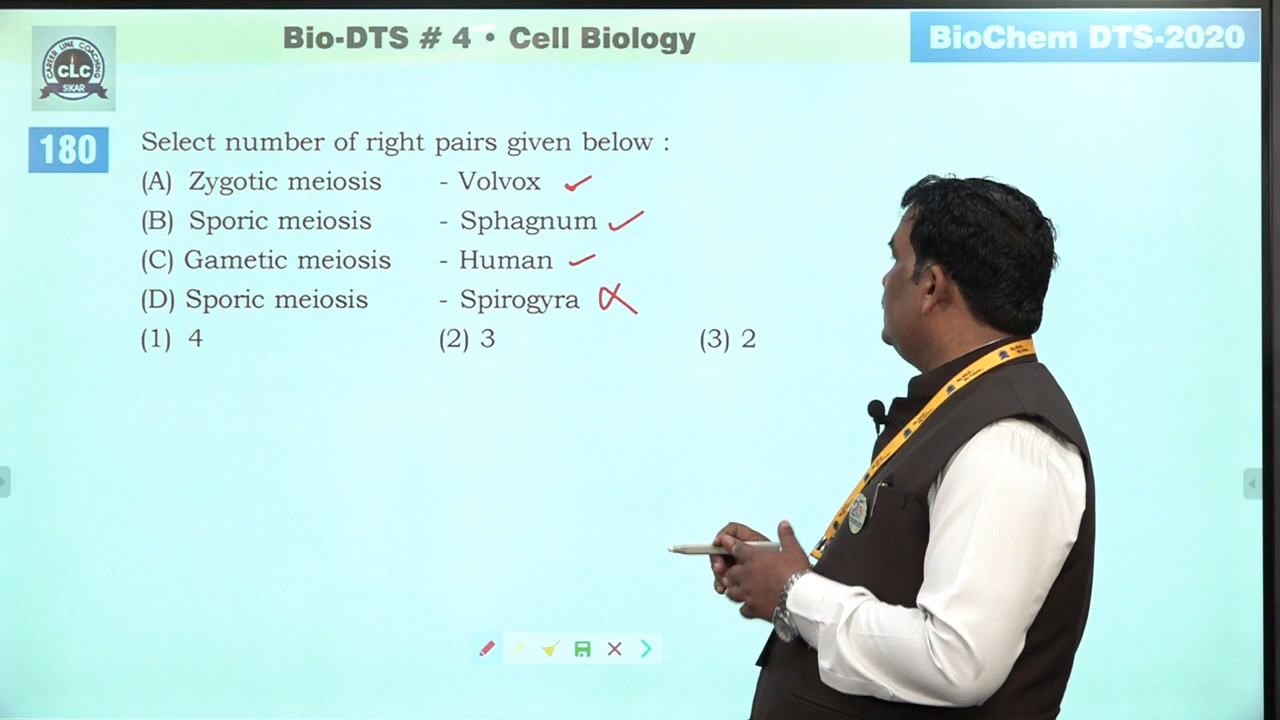 Bio-DTS # 4 • Cell Biology
BioChem DTS-2020
CAREER LINE COACHING
CLC
SIKAR
180
Select number of right pairs given below :
(A) Zygotic meiosis - Volvox
(B) Sporic meiosis - Sphagnum
(C) Gametic meiosis - Human
(D) Sporic meiosis - Spirogyra
(1) 4 (2) 3 (3) 2
25